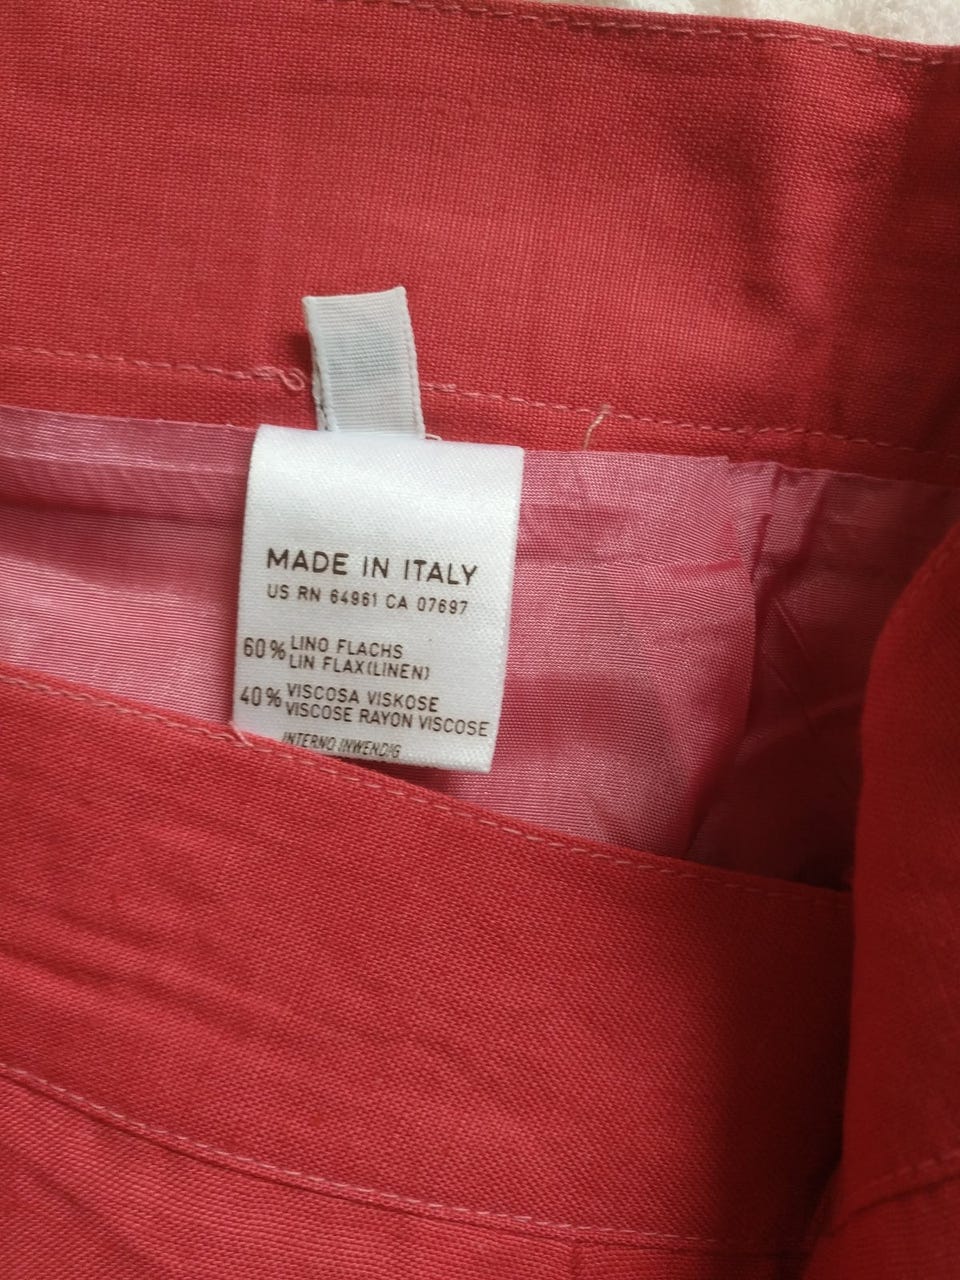 MADE IN ITALY
US RN 64961 CA 07697
60% LINO FLACHS
LIN FLAX(LINEN)
40% VISCOSA VISKOSE
VISCOSE RAYON VISCOSE
INTERNO INWENDIG